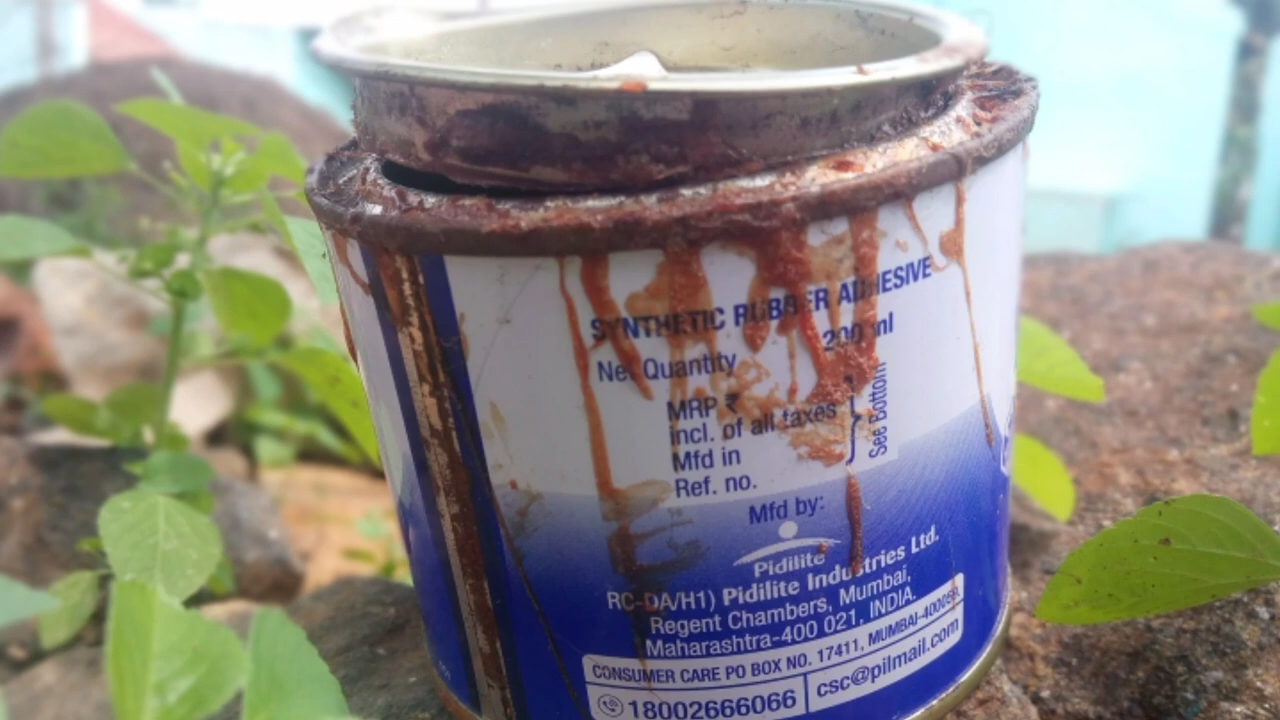 SYNTHETIC RUBBER ADHESIVE
Net Quantity 200 ml
MRP ₹
incl. of all taxes
Mfd in
Ref. no.
See Bottom
Mfd by:
Pidilite
RC-DA/H1) Pidilite Industries Ltd.
Regent Chambers, Mumbai,
Maharashtra-400 021, INDIA.
CONSUMER CARE PO BOX NO. 17411, MUMBAI-400059.
18002666066 csc@pilmail.com